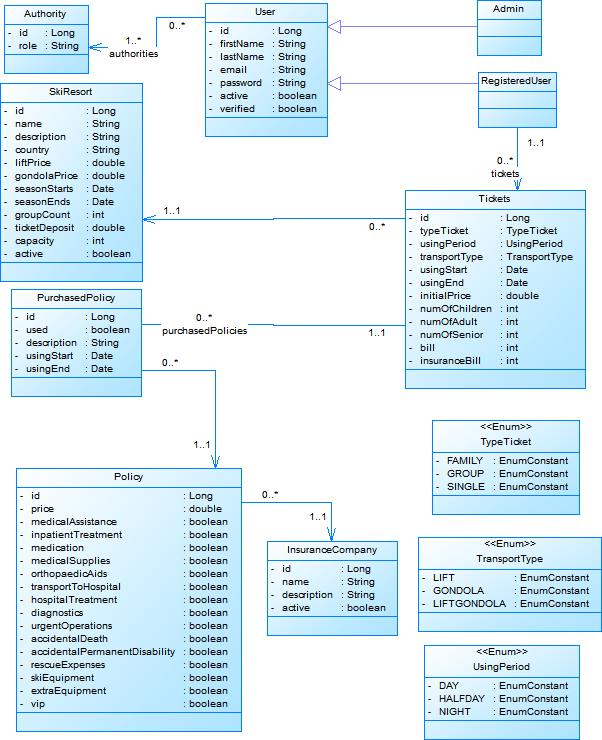 Authority
- id : Long
- role : String
1..*
authorities
0..*
User
- id : Long
- firstName : String
- lastName : String
- email : String
- password : String
- active : boolean
- verified : boolean
Admin
RegisteredUser
1..1
0..*
tickets
SkiResort
- id : Long
- name : String
- description : String
- country : String
- liftPrice : double
- gondolaPrice : double
- seasonStarts : Date
- seasonEnds : Date
- groupCount : int
- ticketDeposit : double
- capacity : int
- active : boolean
1..1
0..*
Tickets
- id : Long
- typeTicket : TypeTicket
- usingPeriod : UsingPeriod
- transportType : TransportType
- usingStart : Date
- usingEnd : Date
- initialPrice : double
- numOfChildren : int
- numOfAdult : int
- numOfSenior : int
- bill : int
- insuranceBill : int
PurchasedPolicy
- id : Long
- used : boolean
- description : String
- usingStart : Date
- usingEnd : Date
0..*
purchasedPolicies
1..1
0..*
1..1
Policy
- id : Long
- price : double
- medicalAssistance : boolean
- inpatientTreatment : boolean
- medication : boolean
- medicalSupplies : boolean
- orthopaedicAids : boolean
- transportToHospital : boolean
- hospitalTreatment : boolean
- diagnostics : boolean
- urgentOperations : boolean
- accidentalDeath : boolean
- accidentalPermanentDisability : boolean
- rescueExpenses : boolean
- skiEquipment : boolean
- extraEquipment : boolean
- vip : boolean
0..*
1..1
InsuranceCompany
- id : Long
- name : String
- description : String
- active : boolean
<<Enum>>
TypeTicket
- FAMILY : EnumConstant
- GROUP : EnumConstant
- SINGLE : EnumConstant
<<Enum>>
TransportType
- LIFT : EnumConstant
- GONDOLA : EnumConstant
- LIFTGONDOLA : EnumConstant
<<Enum>>
UsingPeriod
- DAY : EnumConstant
- HALFDAY : EnumConstant
- NIGHT : EnumConstant